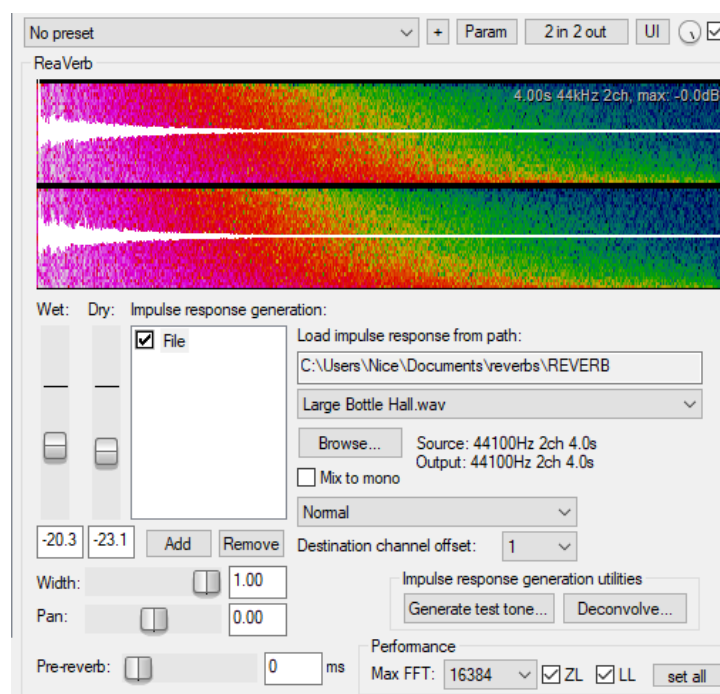 No preset + Param 2 in 2 out UI
ReaVerb
4.00s 44kHz 2ch, max: -0.0dB
Wet: Dry: Impulse response generation:
File
Load impulse response from path:
C:\Users\Nice\Documents\reverbs\REVERB
Large Bottle Hall.wav
Browse... Source: 44100Hz 2ch 4.0s
Output: 44100Hz 2ch 4.0s
Mix to mono
Normal
-20.3 -23.1 Add Remove Destination channel offset: 1
Width: 1.00
Pan: 0.00
Impulse response generation utilities
Generate test tone... Deconvolve...
Pre-reverb: 0 ms
Performance
Max FFT: 16384 ZL LL set all